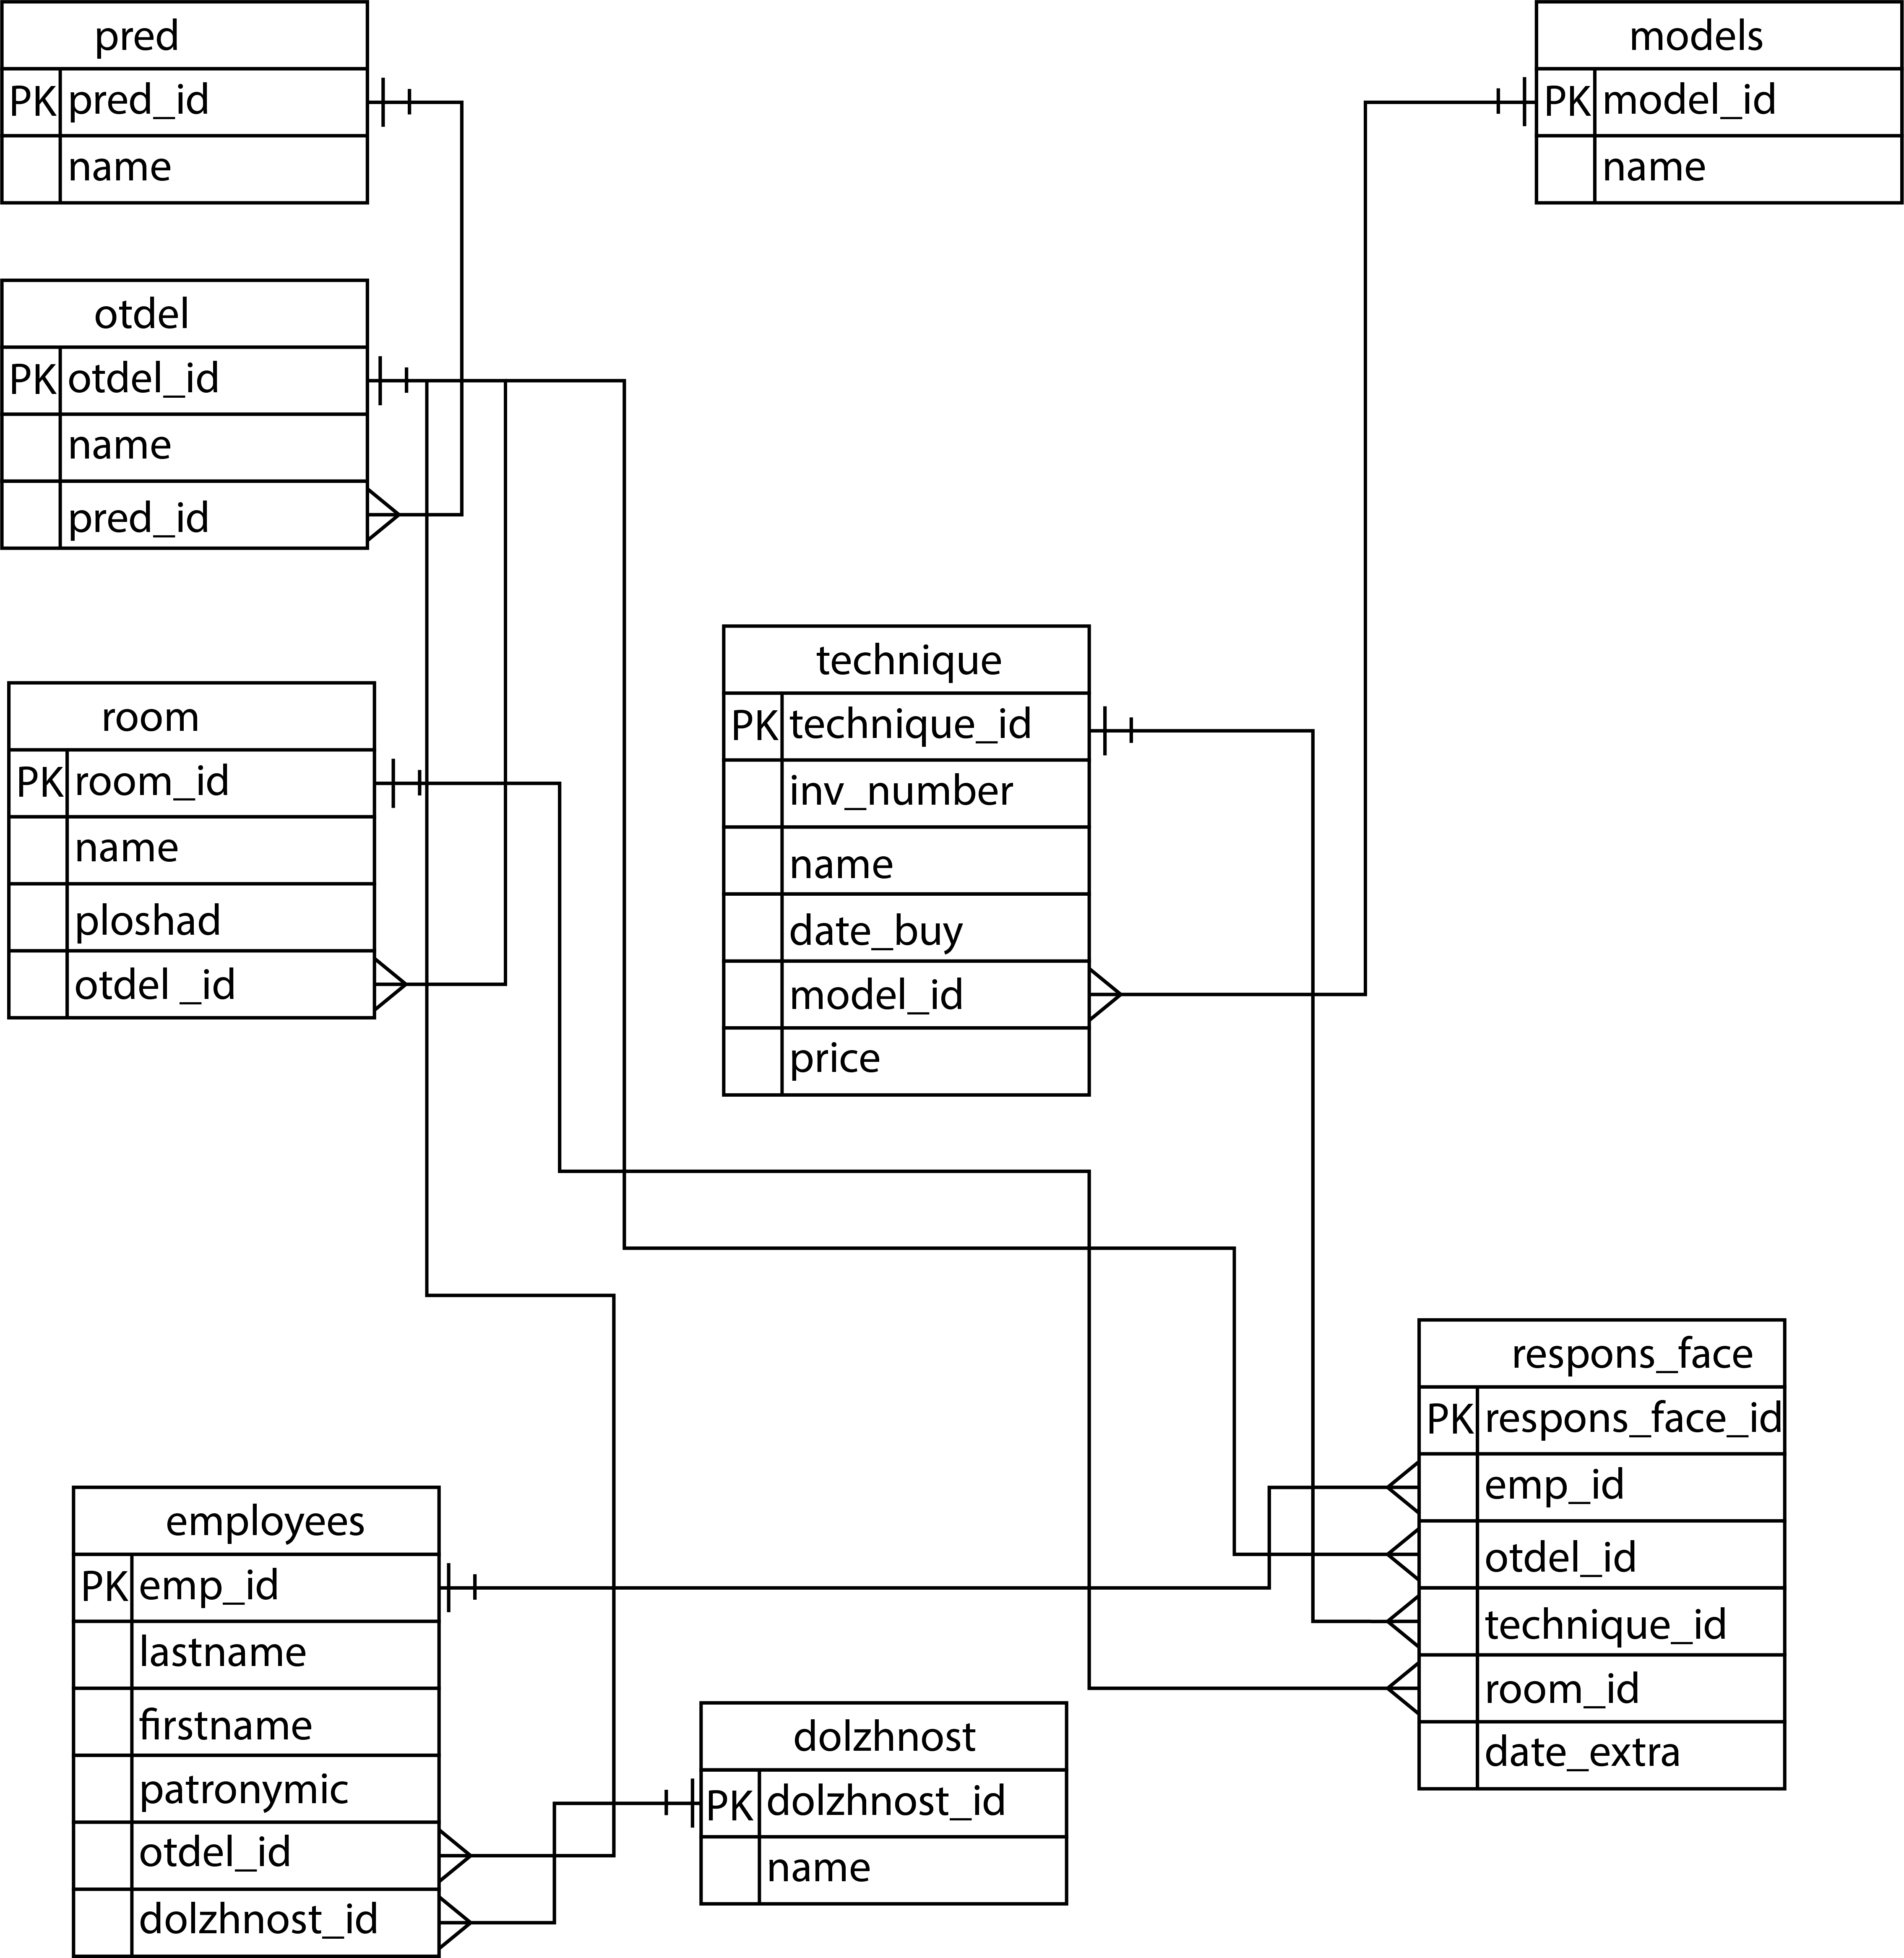 pred
PK pred_id
name
models
PK model_id
name
otdel
PK otdel_id
name
pred_id
room
PK room_id
name
ploshad
otdel _id
technique
PK technique_id
inv_number
name
date_buy
model_id
price
respons_face
PK respons_face_id
emp_id
otdel_id
technique_id
room_id
date_extra
employees
PK emp_id
lastname
firstname
patronymic
otdel_id
dolzhnost_id
dolzhnost
PK dolzhnost_id
name